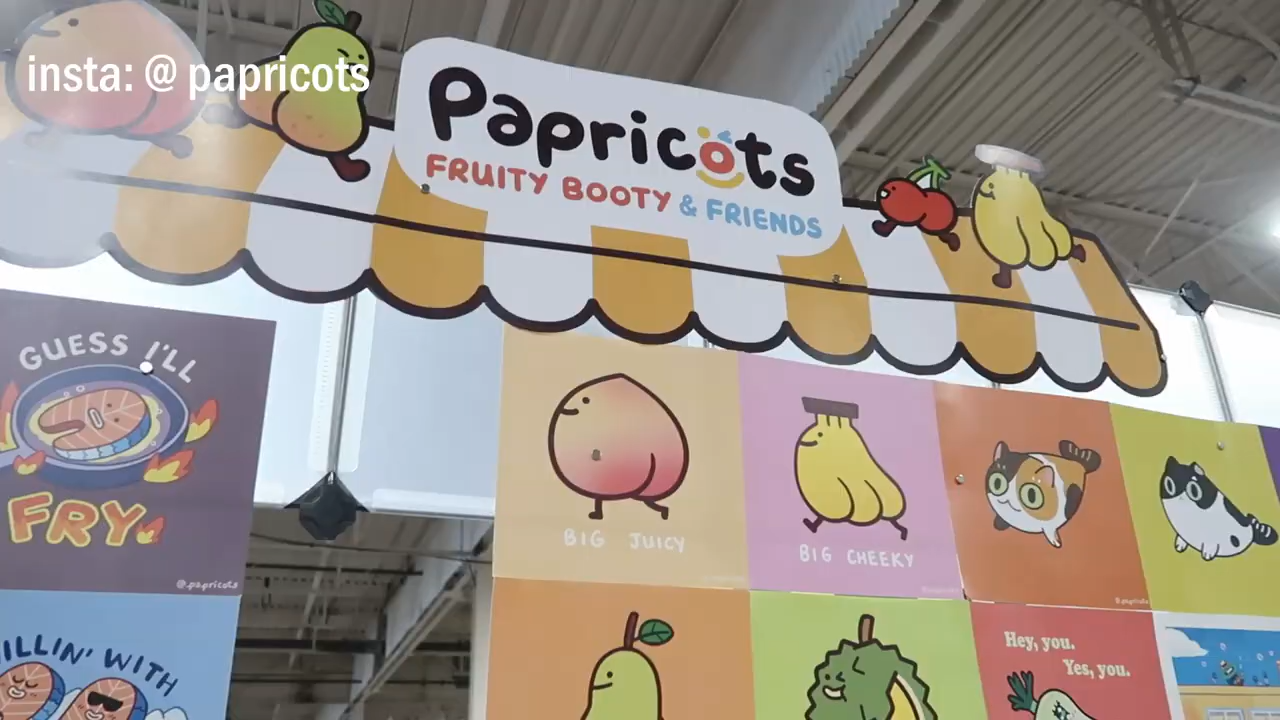 insta: @ papricots
Papricots
FRUITY BOOTY & FRIENDS
GUESS I'LL
FRY
@papricots
ILLIN' WITH
BIG JUICY
BIG CHEEKY
Hey, you.
Yes, you.